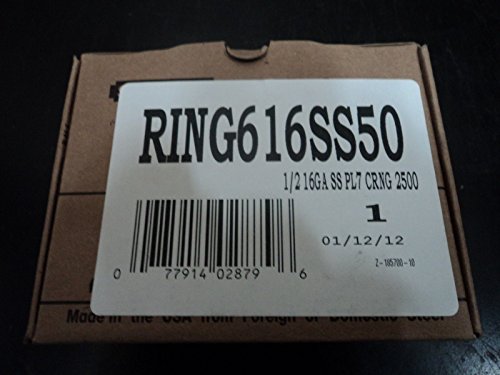 RING616SS50
1/2 16GA SS PL7 CRNG 2500
1
01/12/12
0 77914 02879 6
2-185700-10
Made in the USA from Foreign or Domestic Steel